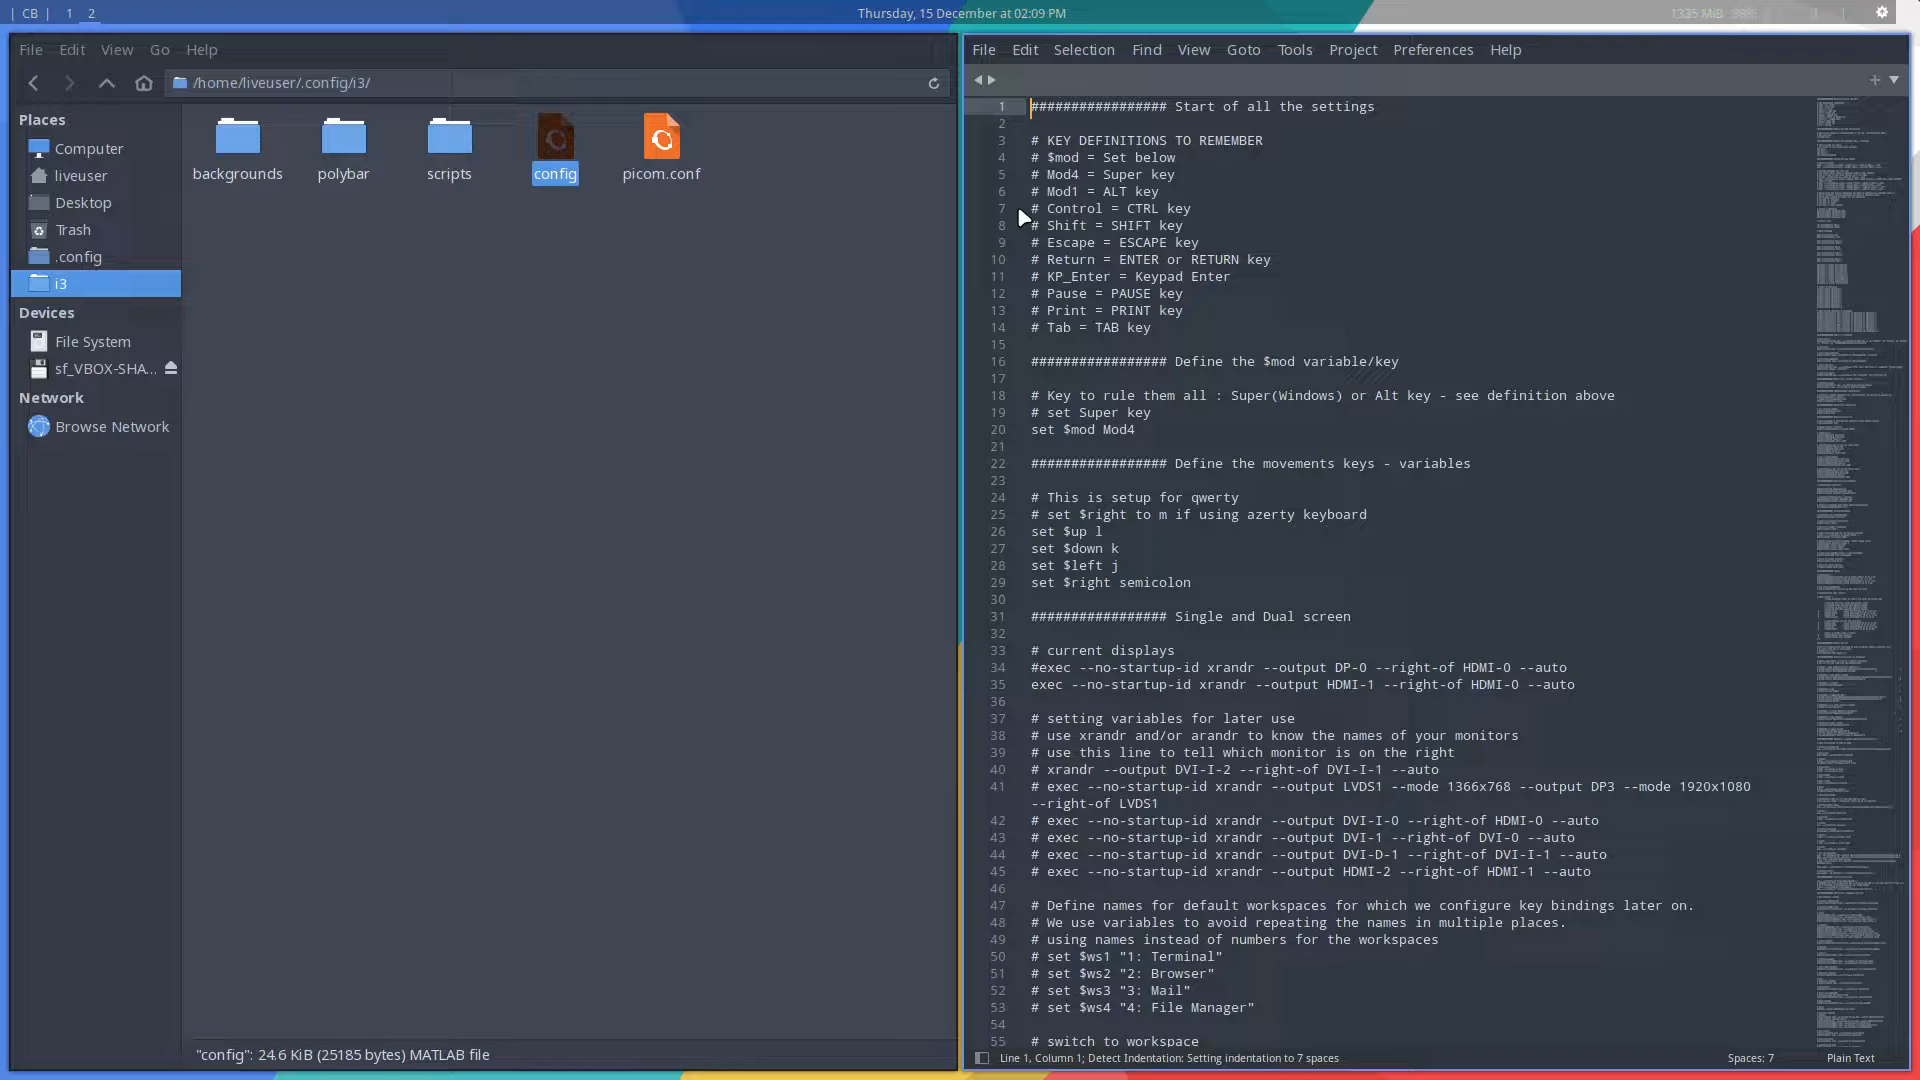 | CB | 1 2
Thursday, 15 December at 02:09 PM
1335 MiB
File Edit View Go Help
/home/liveuser/.config/i3/
Places
Computer
liveuser
Desktop
Trash
.config
i3
Devices
File System
sf_VBOX-SHA...
Network
Browse Network
backgrounds polybar scripts config picom.conf
"config": 24.6 KiB (25185 bytes) MATLAB file
File Edit Selection Find View Goto Tools Project Preferences Help
1 ################# Start of all the settings
2
3 # KEY DEFINITIONS TO REMEMBER
4 # $mod = Set below
5 # Mod4 = Super key
6 # Mod1 = ALT key
7 # Control = CTRL key
8 # Shift = SHIFT key
9 # Escape = ESCAPE key
10 # Return = ENTER or RETURN key
11 # KP_Enter = Keypad Enter
12 # Pause = PAUSE key
13 # Print = PRINT key
14 # Tab = TAB key
15
16 ################# Define the $mod variable/key
17
18 # Key to rule them all : Super(Windows) or Alt key - see definition above
19 # set Super key
20 set $mod Mod4
21
22 ################# Define the movements keys - variables
23
24 # This is setup for qwerty
25 # set $right to m if using azerty keyboard
26 set $up l
27 set $down k
28 set $left j
29 set $right semicolon
30
31 ################# Single and Dual screen
32
33 # current displays
34 #exec --no-startup-id xrandr --output DP-0 --right-of HDMI-0 --auto
35 exec --no-startup-id xrandr --output HDMI-1 --right-of HDMI-0 --auto
36
37 # setting variables for later use
38 # use xrandr and/or arandr to know the names of your monitors
39 # use this line to tell which monitor is on the right
40 # xrandr --output DVI-I-2 --right-of DVI-I-1 --auto
41 # exec --no-startup-id xrandr --output LVDS1 --mode 1366x768 --output DP3 --mode 1920x1080
--right-of LVDS1
42 # exec --no-startup-id xrandr --output DVI-I-0 --right-of HDMI-0 --auto
43 # exec --no-startup-id xrandr --output DVI-1 --right-of DVI-0 --auto
44 # exec --no-startup-id xrandr --output DVI-D-1 --right-of DVI-I-1 --auto
45 # exec --no-startup-id xrandr --output HDMI-2 --right-of HDMI-1 --auto
46
47 # Define names for default workspaces for which we configure key bindings later on.
48 # We use variables to avoid repeating the names in multiple places.
49 # using names instead of numbers for the workspaces
50 # set $ws1 "1: Terminal"
51 # set $ws2 "2: Browser"
52 # set $ws3 "3: Mail"
53 # set $ws4 "4: File Manager"
54
55 # switch to workspace
Line 1, Column 1; Detect Indentation: Setting indentation to 7 spaces
Spaces: 7
Plain Text